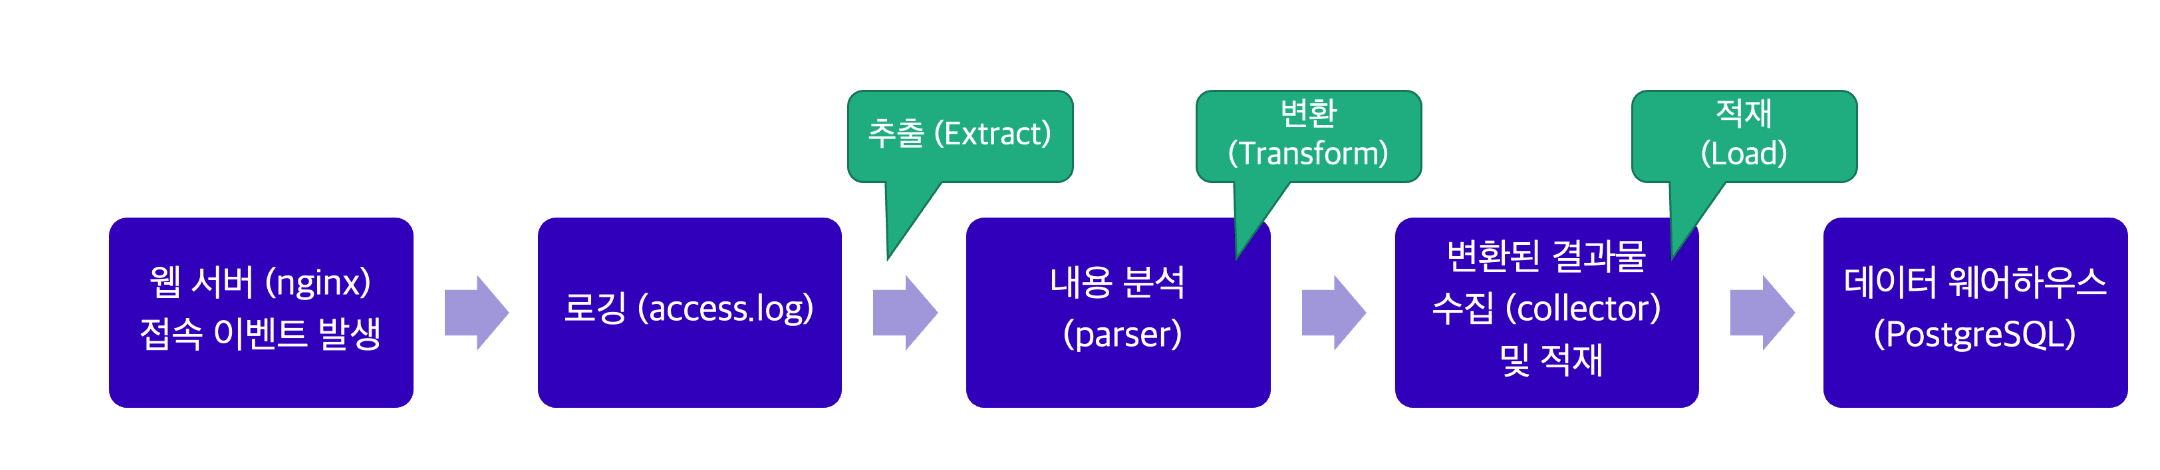 추출 (Extract)
변환
(Transform)
적재
(Load)
웹 서버 (nginx)
접속 이벤트 발생
로깅 (access.log)
내용 분석
(parser)
변환된 결과물
수집 (collector)
및 적재
데이터 웨어하우스
(PostgreSQL)